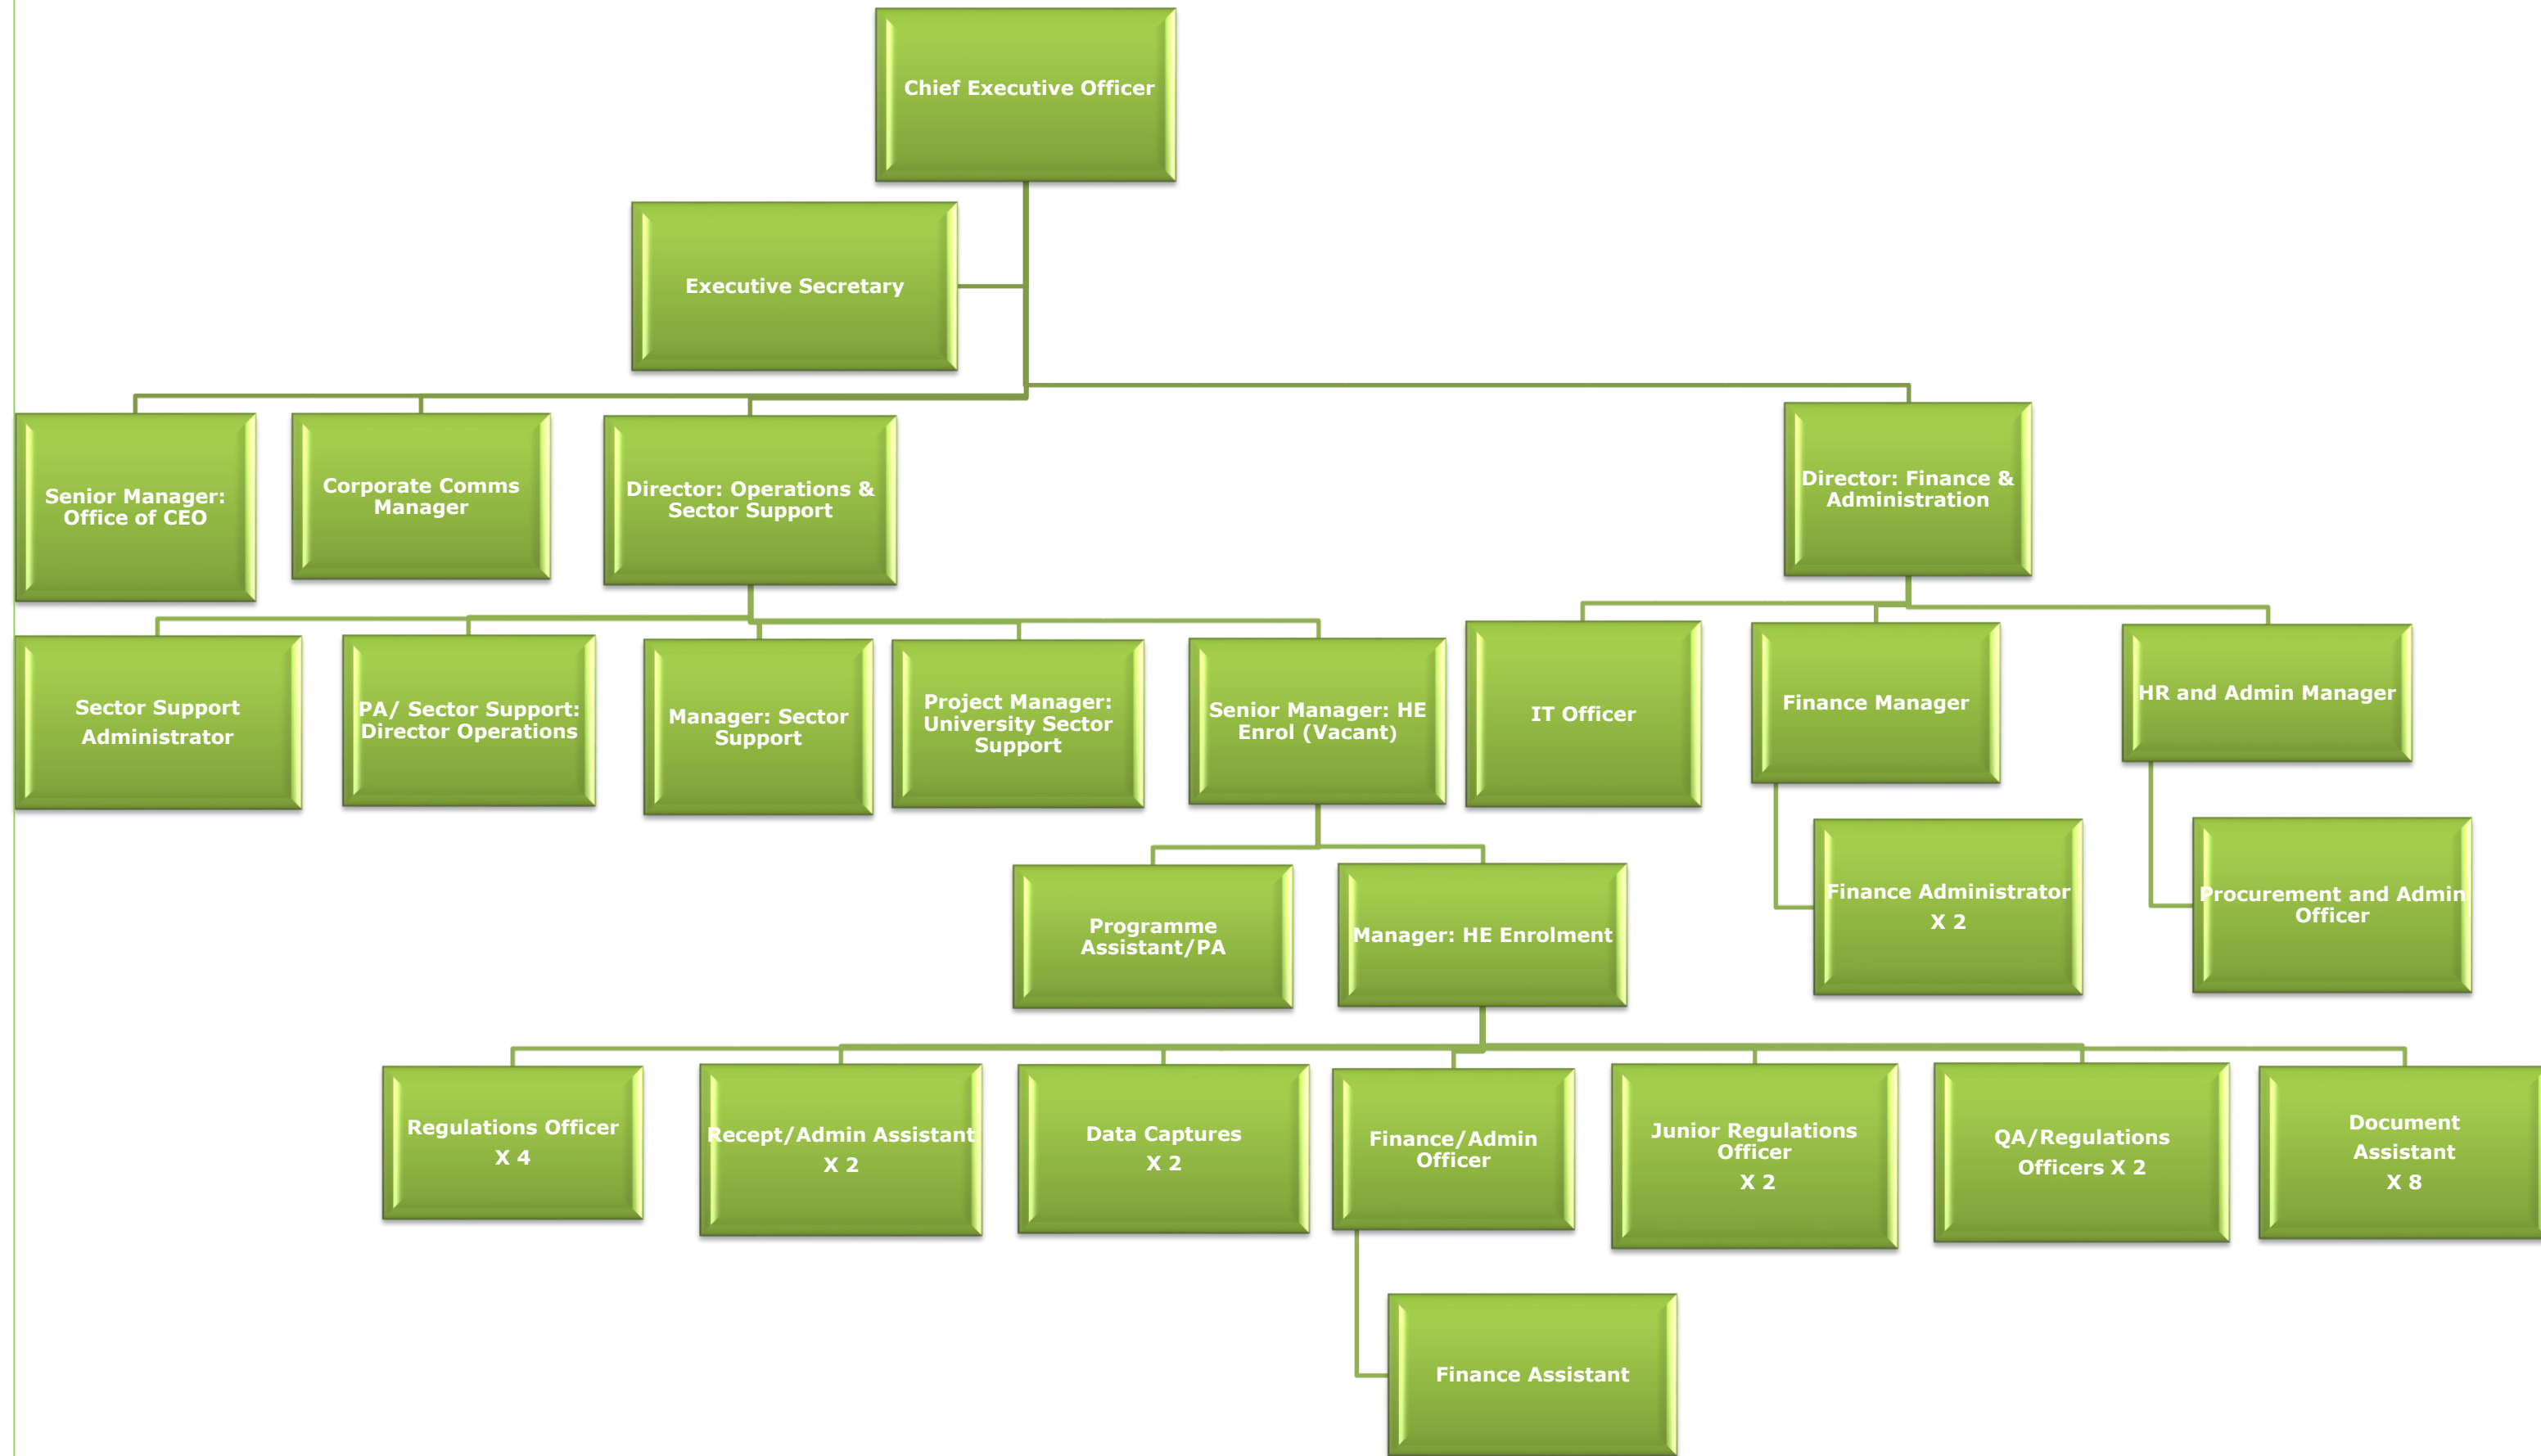 Chief Executive Officer
Executive Secretary
Senior Manager:
Office of CEO
Corporate Comms
Manager
Director: Operations &
Sector Support
Director: Finance &
Administration
Sector Support
Administrator
PA/ Sector Support:
Director Operations
Manager: Sector
Support
Project Manager:
University Sector
Support
Senior Manager: HE
Enrol (Vacant)
IT Officer
Finance Manager
HR and Admin Manager
Programme
Assistant/PA
Manager: HE Enrolment
Finance Administrator
X 2
Procurement and Admin
Officer
Regulations Officer
X 4
Recept/Admin Assistant
X 2
Data Captures
X 2
Finance/Admin
Officer
Junior Regulations
Officer
X 2
QA/Regulations
Officers X 2
Document
Assistant
X 8
Finance Assistant